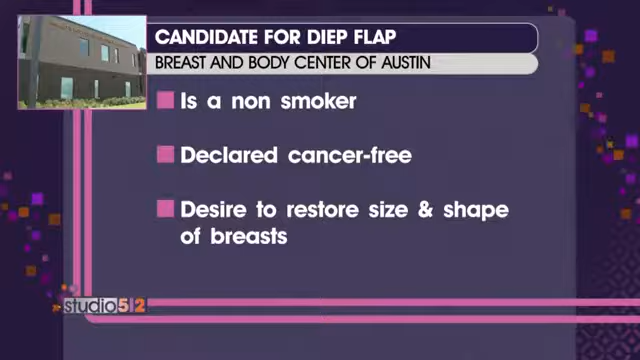 CANDIDATE FOR DIEP FLAP
BREAST AND BODY CENTER OF AUSTIN
Is a non smoker
Declared cancer-free
Desire to restore size & shape
of breasts
studio512